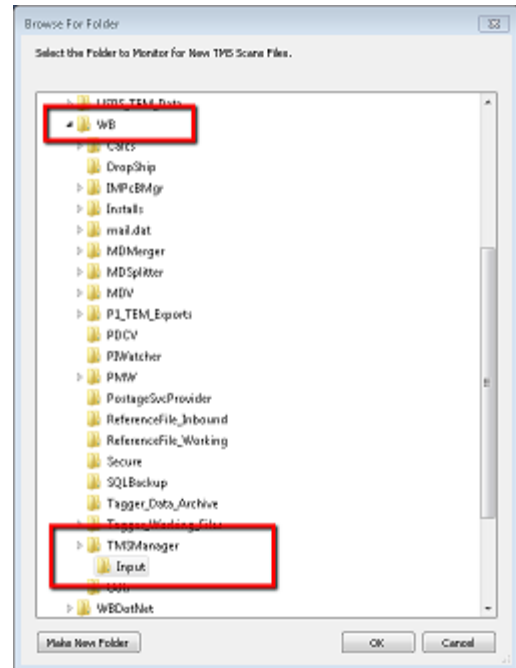 Browse For Folder
Select the Folder to Monitor for New TMS Scans Files.
WB
Calcs
DropShip
IMPcBMgr
Installs
mail.dat
MDMerger
MDSplitter
MDV
P1_TEM_Exports
PDCV
PIWatcher
PMW
PostageSvcProvider
ReferenceFile_Inbound
ReferenceFile_Working
Secure
SQLBackup
Tagger_Data_Archive
Tagger_Working_Files
TMSManager
Input
WBDotNet
Make New Folder
OK
Cancel